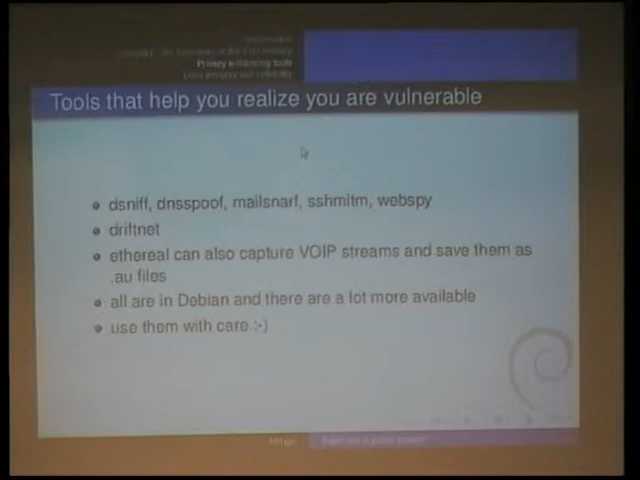 Privacy enhancing tools
Tools that help you realize you are vulnerable
dsniff, dnsspoof, mailsnarf, sshmitm, webspy
driftnet
ethereal can also capture VOIP streams and save them as
.au files
all are in Debian and there are a lot more available
use them with care :-)